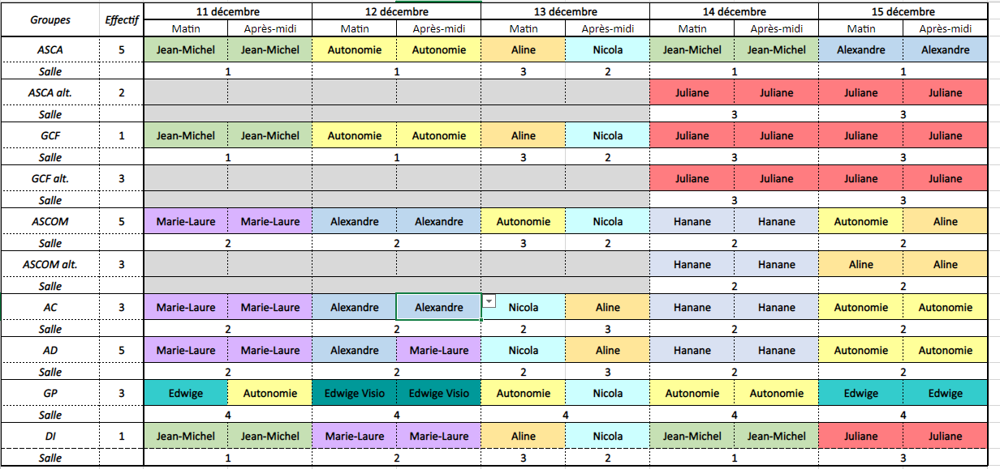 Groupes Effectif 11 décembre 12 décembre 13 décembre 14 décembre 15 décembre
Matin Après-midi Matin Après-midi Matin Après-midi Matin Après-midi Matin Après-midi
ASCA 5 Jean-Michel Jean-Michel Autonomie Autonomie Aline Nicola Jean-Michel Jean-Michel Alexandre Alexandre
Salle 1 1 3 2 1 1
ASCA alt. 2 Juliane Juliane Juliane Juliane
Salle 3 3
GCF 1 Jean-Michel Jean-Michel Autonomie Autonomie Aline Nicola Juliane Juliane Juliane Juliane
Salle 1 1 3 2 3 3
GCF alt. 3 Juliane Juliane Juliane Juliane
Salle 3 3
ASCOM 5 Marie-Laure Marie-Laure Alexandre Alexandre Autonomie Nicola Hanane Hanane Autonomie Aline
Salle 2 2 3 2 2 2
ASCOM alt. 3 Hanane Hanane Aline Aline
Salle 2 2
AC 3 Marie-Laure Marie-Laure Alexandre Alexandre Nicola Aline Hanane Hanane Autonomie Autonomie
Salle 2 2 2 3 2 2
AD 5 Marie-Laure Marie-Laure Alexandre Marie-Laure Nicola Aline Hanane Hanane Autonomie Autonomie
Salle 2 2 2 3 2 2
GP 3 Edwige Autonomie Edwige Visio Edwige Visio Autonomie Nicola Autonomie Autonomie Edwige Edwige
Salle 4 4 4 4 4
DI 1 Jean-Michel Jean-Michel Marie-Laure Marie-Laure Aline Nicola Jean-Michel Jean-Michel Juliane Juliane
Salle 1 2 3 2 1 3